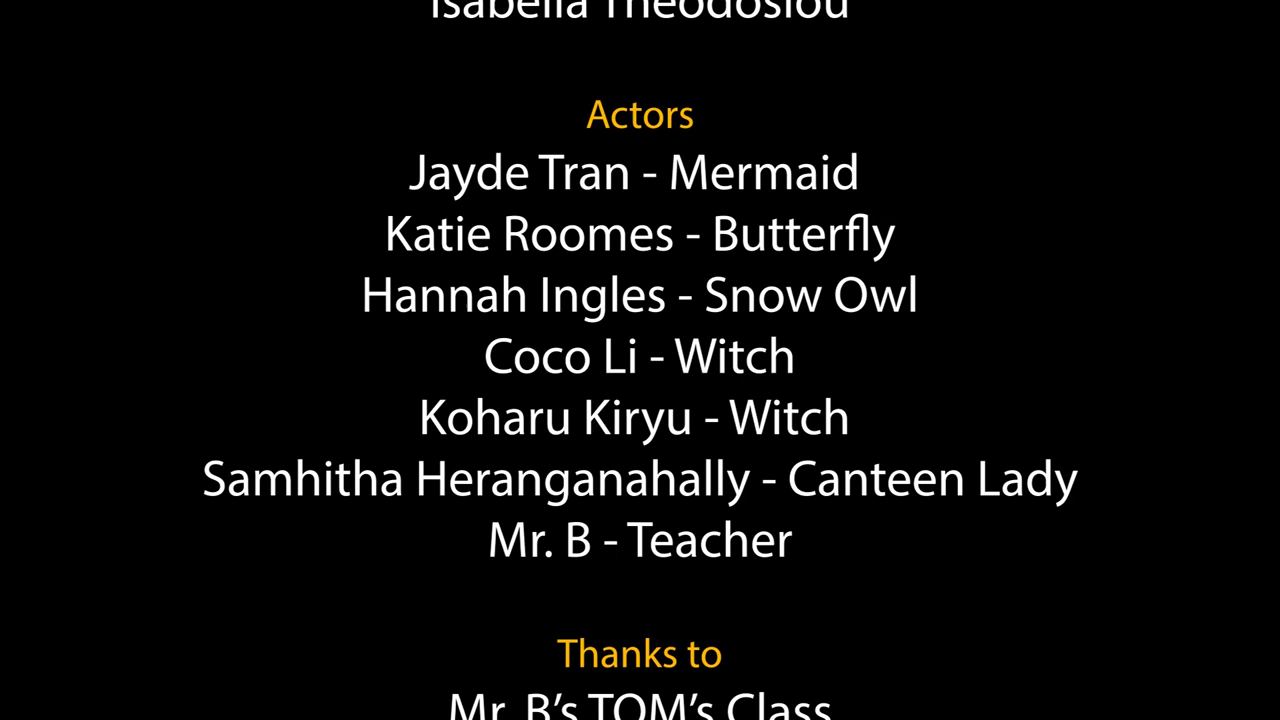 Isabella Theodosiou
Actors
Jayde Tran - Mermaid
Katie Roomes - Butterfly
Hannah Ingles - Snow Owl
Coco Li - Witch
Koharu Kiryu - Witch
Samhitha Heranganahally - Canteen Lady
Mr. B - Teacher
Thanks to
Mr. B’s TOM’s Class